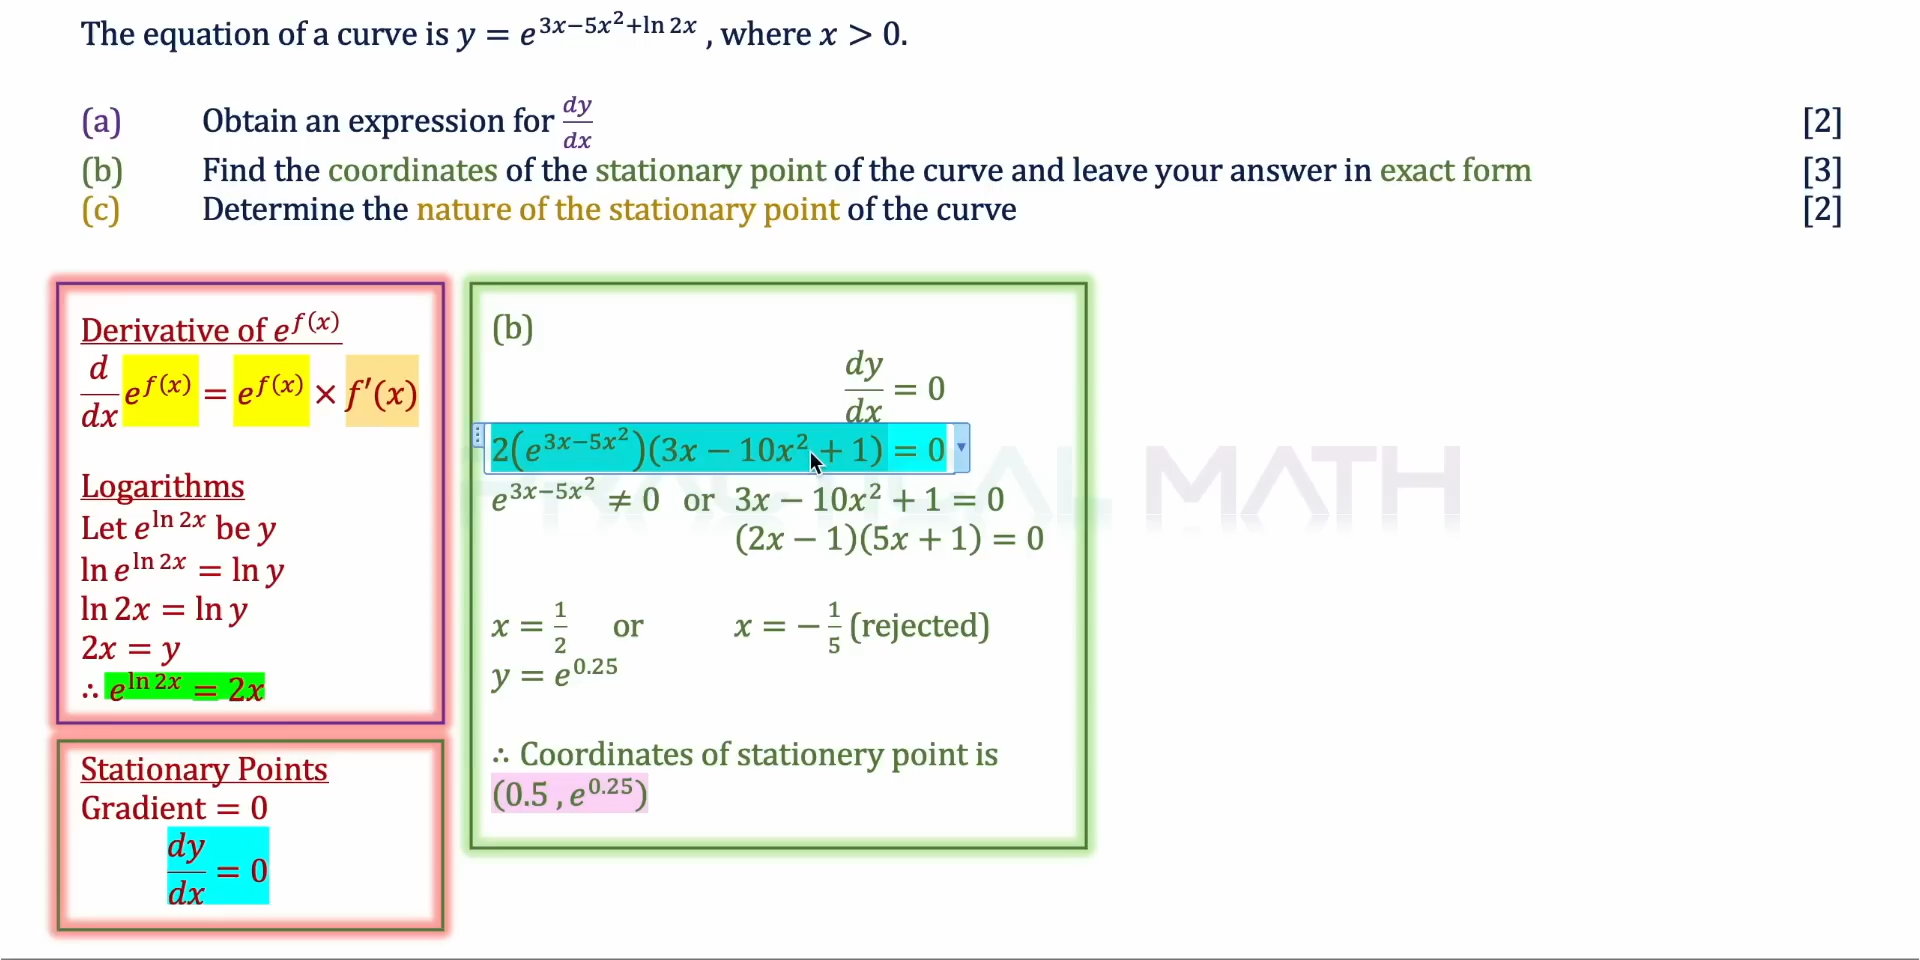 The equation of a curve is y = e^{3x−5x²+ln 2x} , where x > 0.
(a) Obtain an expression for dy/dx [2]
(b) Find the coordinates of the stationary point of the curve and leave your answer in exact form [3]
(c) Determine the nature of the stationary point of the curve [2]
Derivative of e^{f(x)}
d/dx e^{f(x)} = e^{f(x)} × f′(x)
Logarithms
Let e^{ln 2x} be y
ln e^{ln 2x} = ln y
ln 2x = ln y
2x = y
∴ e^{ln 2x} = 2x
Stationary Points
Gradient = 0
dy/dx = 0
(b)
dy/dx = 0
2(e^{3x−5x²})(3x − 10x² + 1) = 0
e^{3x−5x²} ≠ 0 or 3x − 10x² + 1 = 0
(2x − 1)(5x + 1) = 0
x = 1/2 or x = − 1/5 (rejected)
y = e^{0.25}
∴ Coordinates of stationery point is
(0.5 , e^{0.25})
PRACTICAL MATH